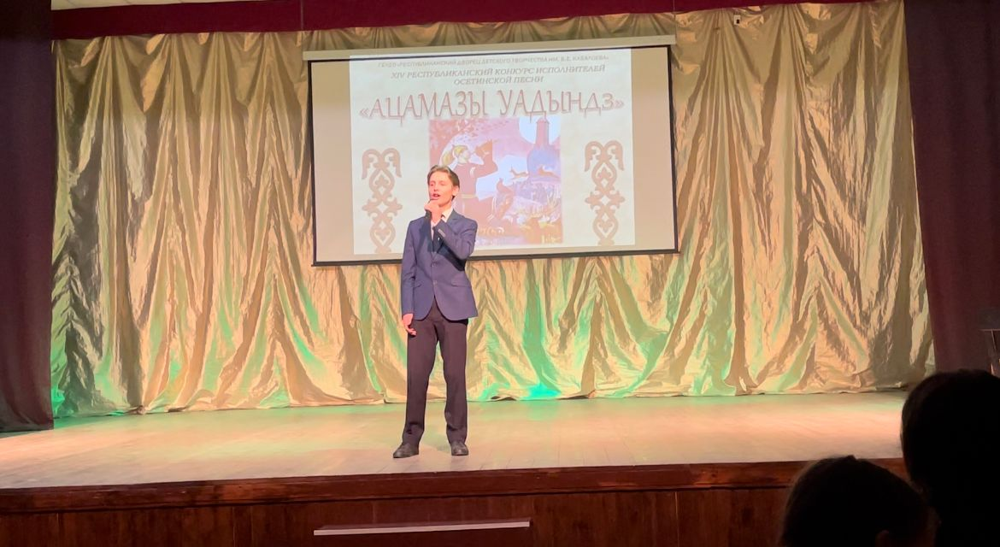 ГБУДО «РЕСПУБЛИКАНСКИЙ ДВОРЕЦ ДЕТСКОГО ТВОРЧЕСТВА ИМ. Б.Е. КАБАЛОЕВА»
XIV РЕСПУБЛИКАНСКИЙ КОНКУРС ИСПОЛНИТЕЛЕЙ
ОСЕТИНСКОЙ ПЕСНИ
«АЦАМАЗЫ УАДЫНДЗ»